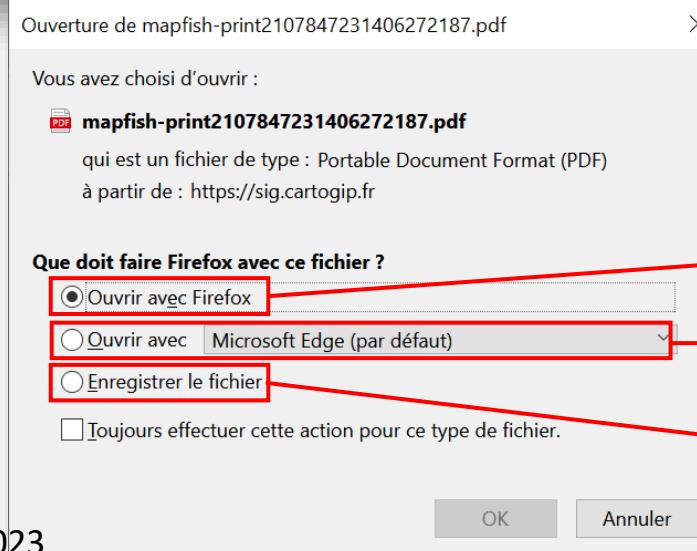 Ouverture de mapfish-print2107847231406272187.pdf
Vous avez choisi d'ouvrir :
PDF mapfish-print2107847231406272187.pdf
qui est un fichier de type : Portable Document Format (PDF)
à partir de : https://sig.cartogip.fr
Que doit faire Firefox avec ce fichier ?
Ouvrir avec Firefox
Ouvrir avec Microsoft Edge (par défaut)
Enregistrer le fichier
Toujours effectuer cette action pour ce type de fichier.
OK Annuler
023